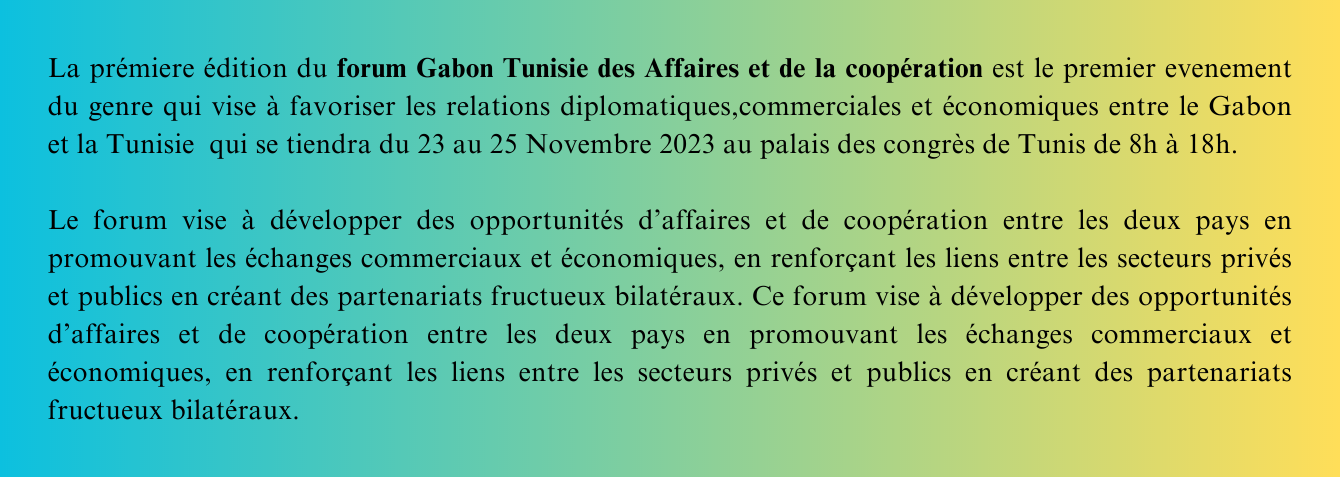 La prémiere édition du forum Gabon Tunisie des Affaires et de la coopération est le premier evenement
du genre qui vise à favoriser les relations diplomatiques,commerciales et économiques entre le Gabon
et la Tunisie  qui se tiendra du 23 au 25 Novembre 2023 au palais des congrès de Tunis de 8h à 18h.
Le forum vise à développer des opportunités d’affaires et de coopération entre les deux pays en
promouvant les échanges commerciaux et économiques, en renforçant les liens entre les secteurs privés
et publics en créant des partenariats fructueux bilatéraux. Ce forum vise à développer des opportunités
d’affaires et de coopération entre les deux pays en promouvant les échanges commerciaux et
économiques, en renforçant les liens entre les secteurs privés et publics en créant des partenariats
fructueux bilatéraux.